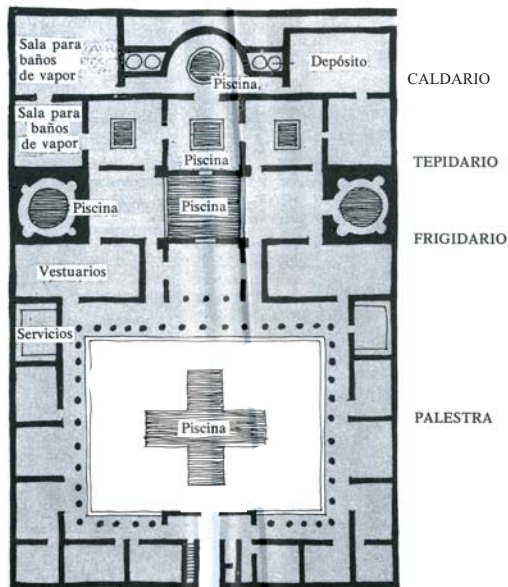 Sala para
baños
de vapor
Depósito
Piscina
CALDARIO
Sala para
baños
de vapor
Piscina
TEPIDARIO
Piscina
Piscina
FRIGIDARIO
Vestuarios
Servicios
Piscina
PALESTRA